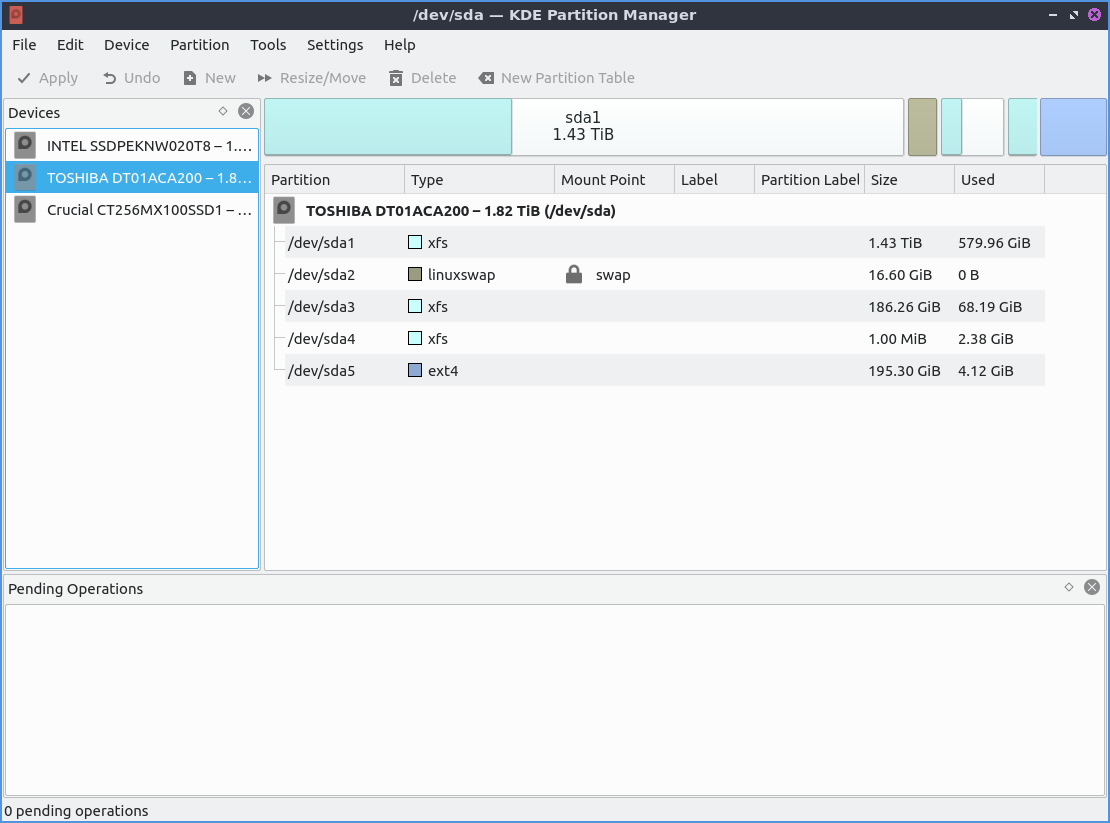 /dev/sda — KDE Partition Manager
File Edit Device Partition Tools Settings Help
Apply Undo New Resize/Move Delete New Partition Table
Devices
INTEL SSDPEKNW020T8 – 1.…
TOSHIBA DT01ACA200 – 1.8…
Crucial CT256MX100SSD1 – …
sda1
1.43 TiB
Partition Type Mount Point Label Partition Label Size Used
TOSHIBA DT01ACA200 – 1.82 TiB (/dev/sda)
/dev/sda1 xfs 1.43 TiB 579.96 GiB
/dev/sda2 linuxswap swap 16.60 GiB 0 B
/dev/sda3 xfs 186.26 GiB 68.19 GiB
/dev/sda4 xfs 1.00 MiB 2.38 GiB
/dev/sda5 ext4 195.30 GiB 4.12 GiB
Pending Operations
0 pending operations